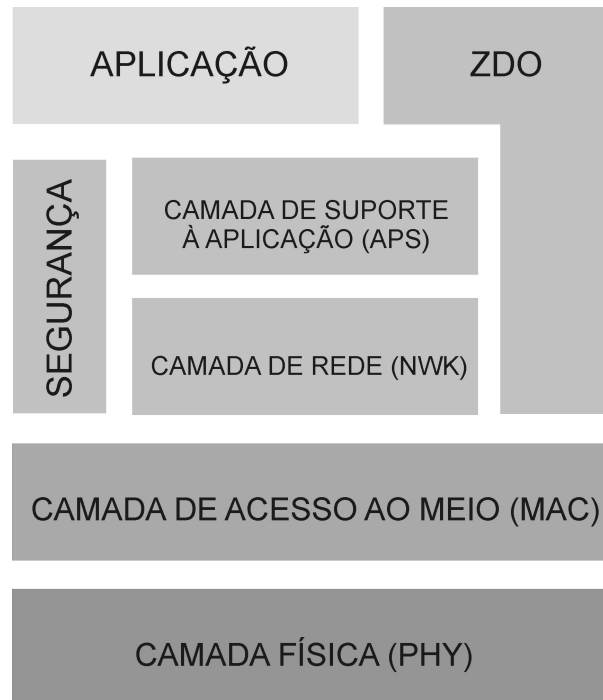 APLICAÇÃO
ZDO
SEGURANÇA
CAMADA DE SUPORTE
À APLICAÇÃO (APS)
CAMADA DE REDE (NWK)
CAMADA DE ACESSO AO MEIO (MAC)
CAMADA FÍSICA (PHY)